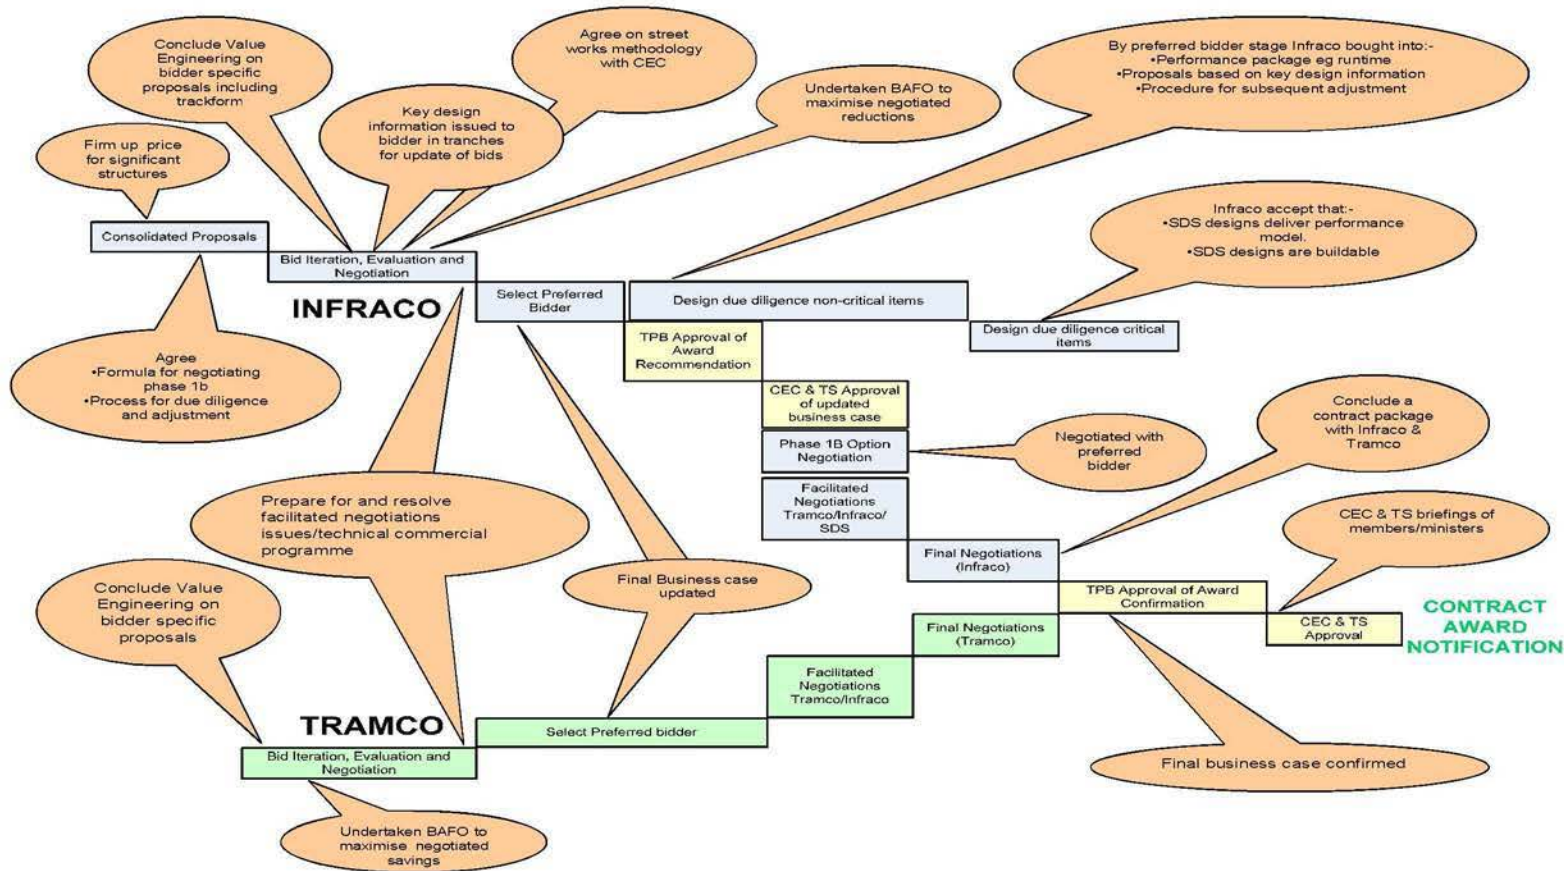 Conclude Value
Engineering on
bidder specific
proposals including
trackform
Agree on street
works methodology
with CEC
By preferred bidder stage Infraco bought into:-
•Performance package eg runtime
•Proposals based on key design information
•Procedure for subsequent adjustment
Undertaken BAFO to
maximise negotiated
reductions
Key design
information issued to
bidder in tranches
for update of bids
Firm up price
for significant
structures
Infraco accept that:-
•SDS designs deliver performance
model.
•SDS designs are buildable
Consolidated Proposals
Bid Iteration, Evaluation and
Negotiation
INFRACO
Select Preferred
Bidder
Design due diligence non-critical items
Design due diligence critical
items
TPB Approval of
Award
Recommendation
Agree
•Formula for negotiating
phase 1b
•Process for due diligence
and adjustment
CEC & TS Approval
of updated
business case
Phase 1B Option
Negotiation
Negotiated with
preferred
bidder
Conclude a
contract package
with Infraco &
Tramco
Prepare for and resolve
facilitated negotiations
issues/technical commercial
programme
Facilitated
Negotiations
Tramco/Infraco/
SDS
CEC & TS briefings of
members/ministers
Final Negotiations
(Infraco)
Conclude Value
Engineering on
bidder specific
proposals
Final Business case
updated
TPB Approval of Award
Confirmation
CEC & TS
Approval
CONTRACT
AWARD
NOTIFICATION
Final Negotiations
(Tramco)
Facilitated
Negotiations
Tramco/Infraco
TRAMCO
Select Preferred bidder
Bid Iteration, Evaluation and
Negotiation
Final business case confirmed
Undertaken BAFO to
maximise negotiated
savings